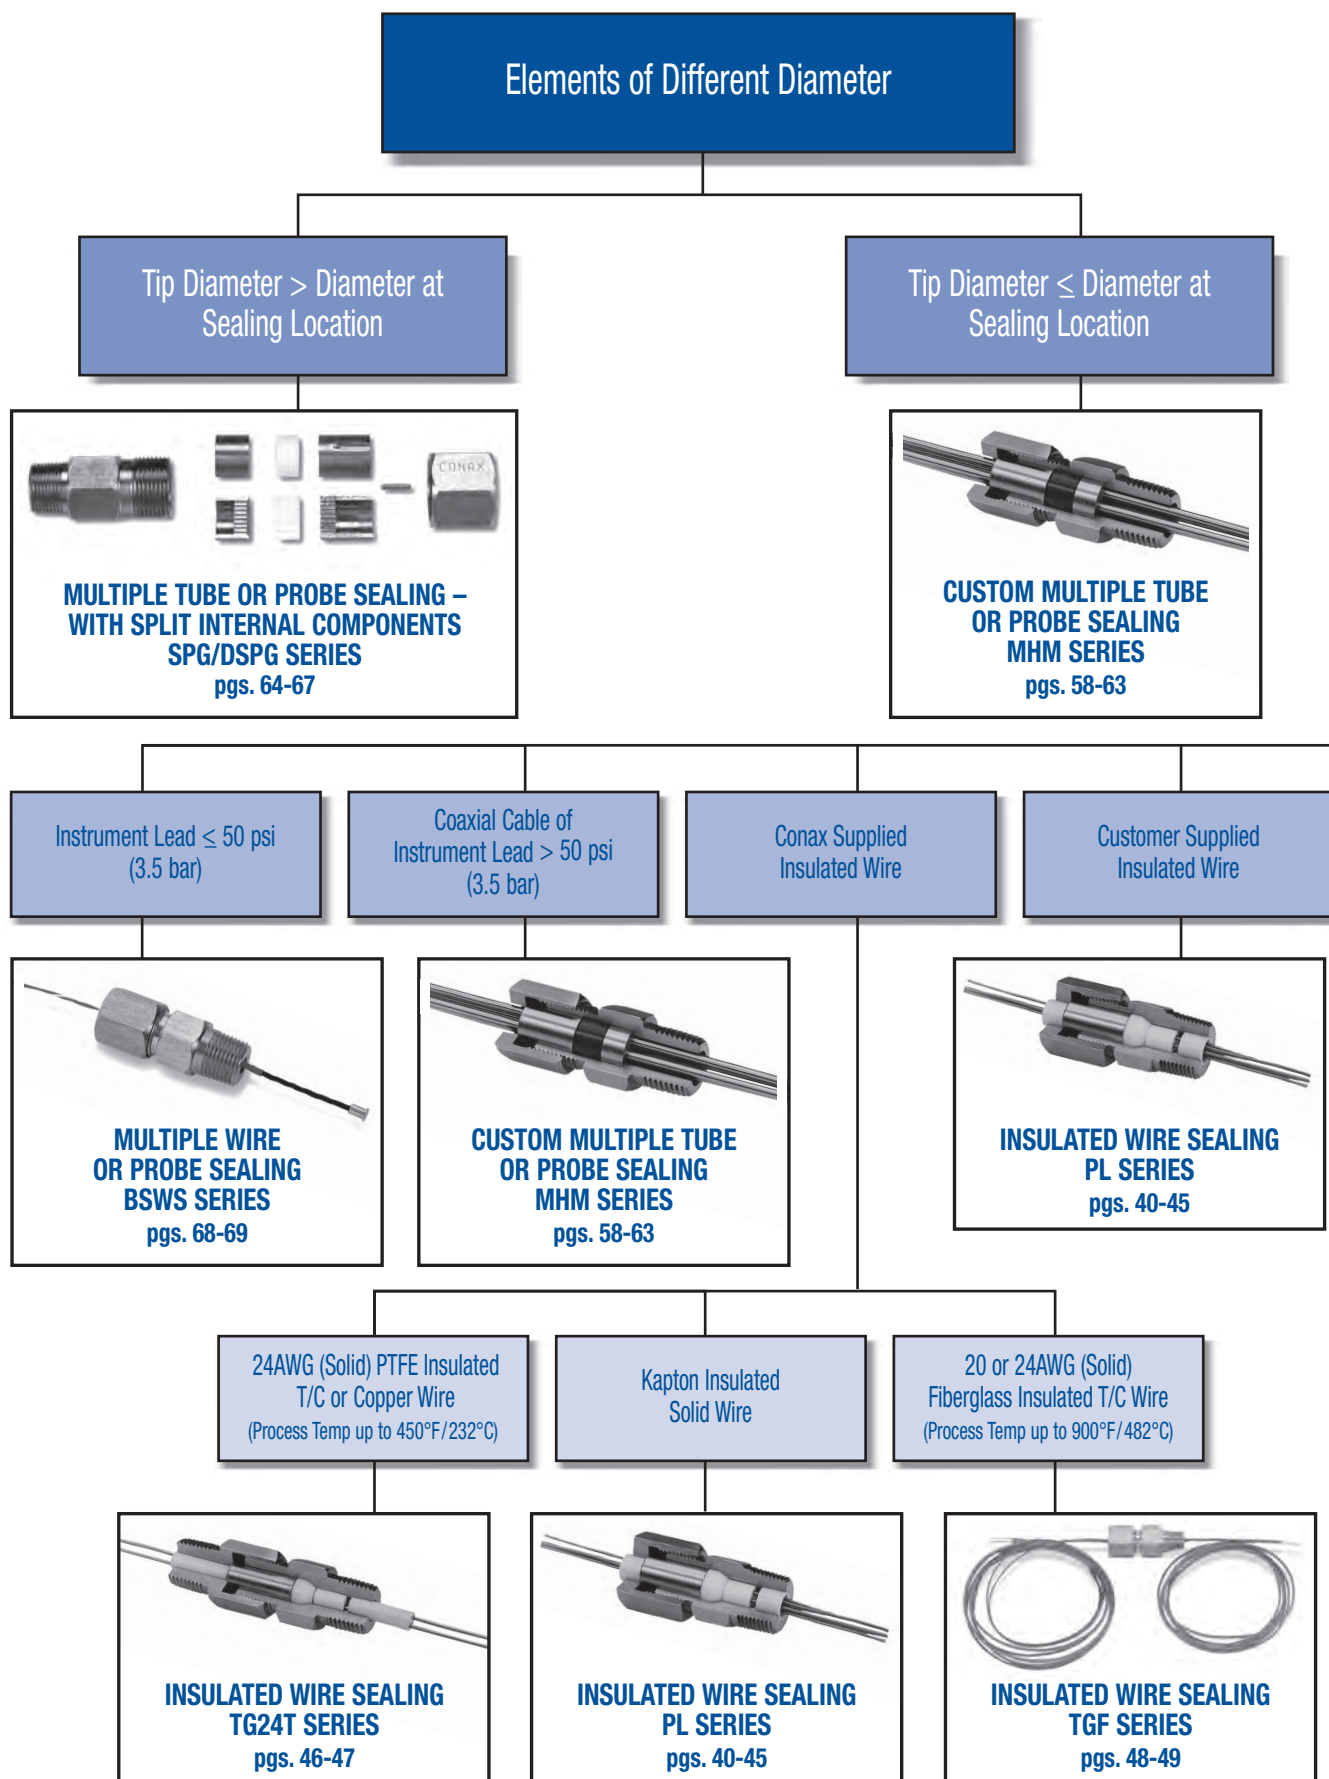 Elements of Different Diameter
Tip Diameter > Diameter at
Sealing Location
Tip Diameter ≤ Diameter at
Sealing Location
CONAX
MULTIPLE TUBE OR PROBE SEALING –
WITH SPLIT INTERNAL COMPONENTS
SPG/DSPG SERIES
pgs. 64-67
CUSTOM MULTIPLE TUBE
OR PROBE SEALING
MHM SERIES
pgs. 58-63
Instrument Lead ≤ 50 psi
(3.5 bar)
Coaxial Cable of
Instrument Lead > 50 psi
(3.5 bar)
Conax Supplied
Insulated Wire
Customer Supplied
Insulated Wire
MULTIPLE WIRE
OR PROBE SEALING
BSWS SERIES
pgs. 68-69
CUSTOM MULTIPLE TUBE
OR PROBE SEALING
MHM SERIES
pgs. 58-63
INSULATED WIRE SEALING
PL SERIES
pgs. 40-45
24AWG (Solid) PTFE Insulated
T/C or Copper Wire
(Process Temp up to 450°F/232°C)
Kapton Insulated
Solid Wire
20 or 24AWG (Solid)
Fiberglass Insulated T/C Wire
(Process Temp up to 900°F/482°C)
INSULATED WIRE SEALING
TG24T SERIES
pgs. 46-47
INSULATED WIRE SEALING
PL SERIES
pgs. 40-45
INSULATED WIRE SEALING
TGF SERIES
pgs. 48-49